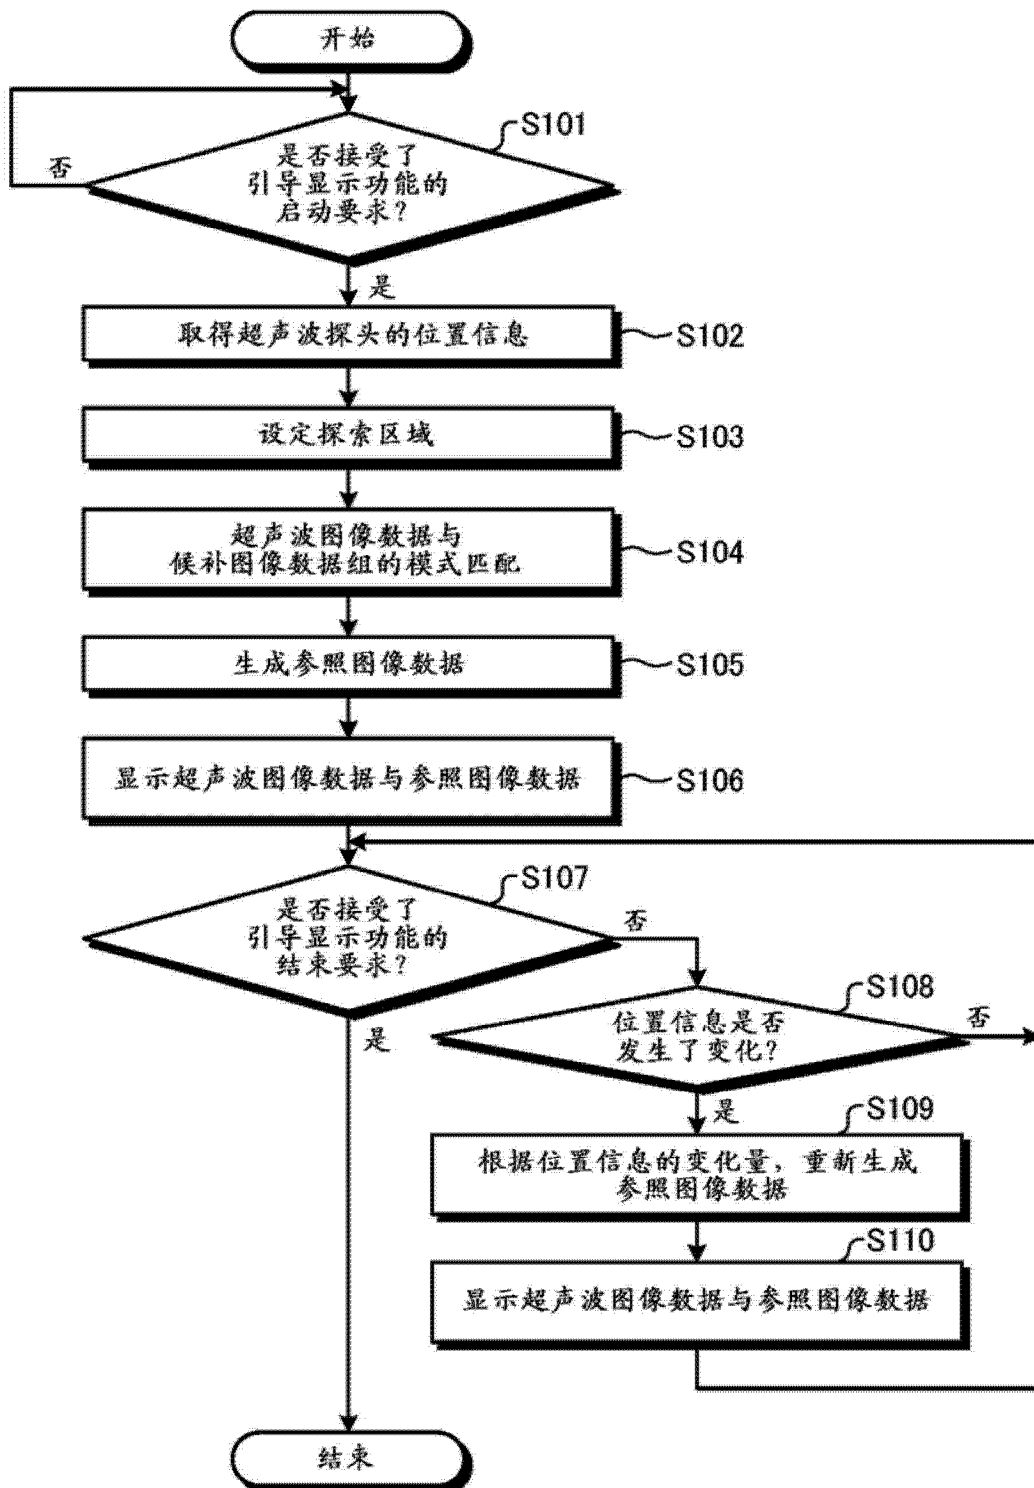 开始
S101
是否接受了
引导显示功能的
启动要求?
否
是
取得超声波探头的位置信息
S102
设定探索区域
S103
超声波图像数据与
候补图像数据组的模式匹配
S104
生成参照图像数据
S105
显示超声波图像数据与参照图像数据
S106
S107
是否接受了
引导显示功能的
结束要求?
否
是
S108
位置信息是否
发生了变化?
否
是
S109
根据位置信息的变化量，重新生成
参照图像数据
S110
显示超声波图像数据与参照图像数据
结束